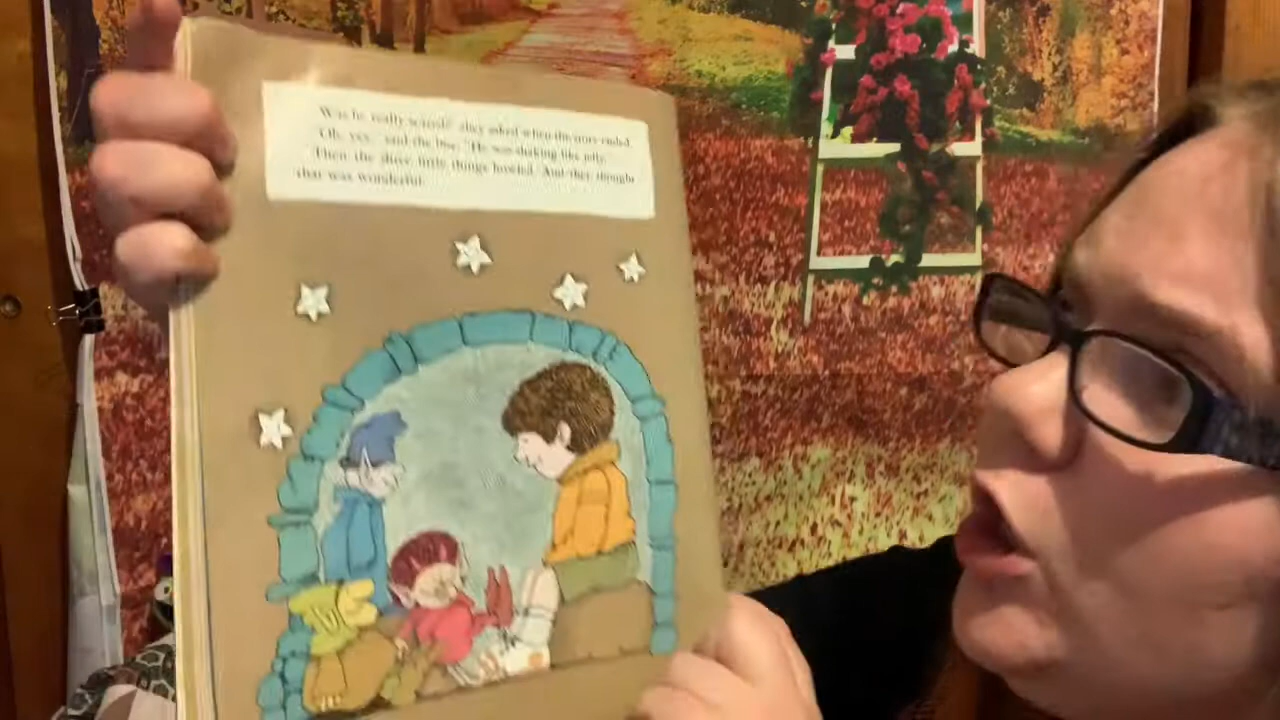 Was he really scared?" they asked when the story ended.
"Oh, yes," said the boy. "He was shaking like jelly."
Then the three little things howled. And they thought
that was wonderful.